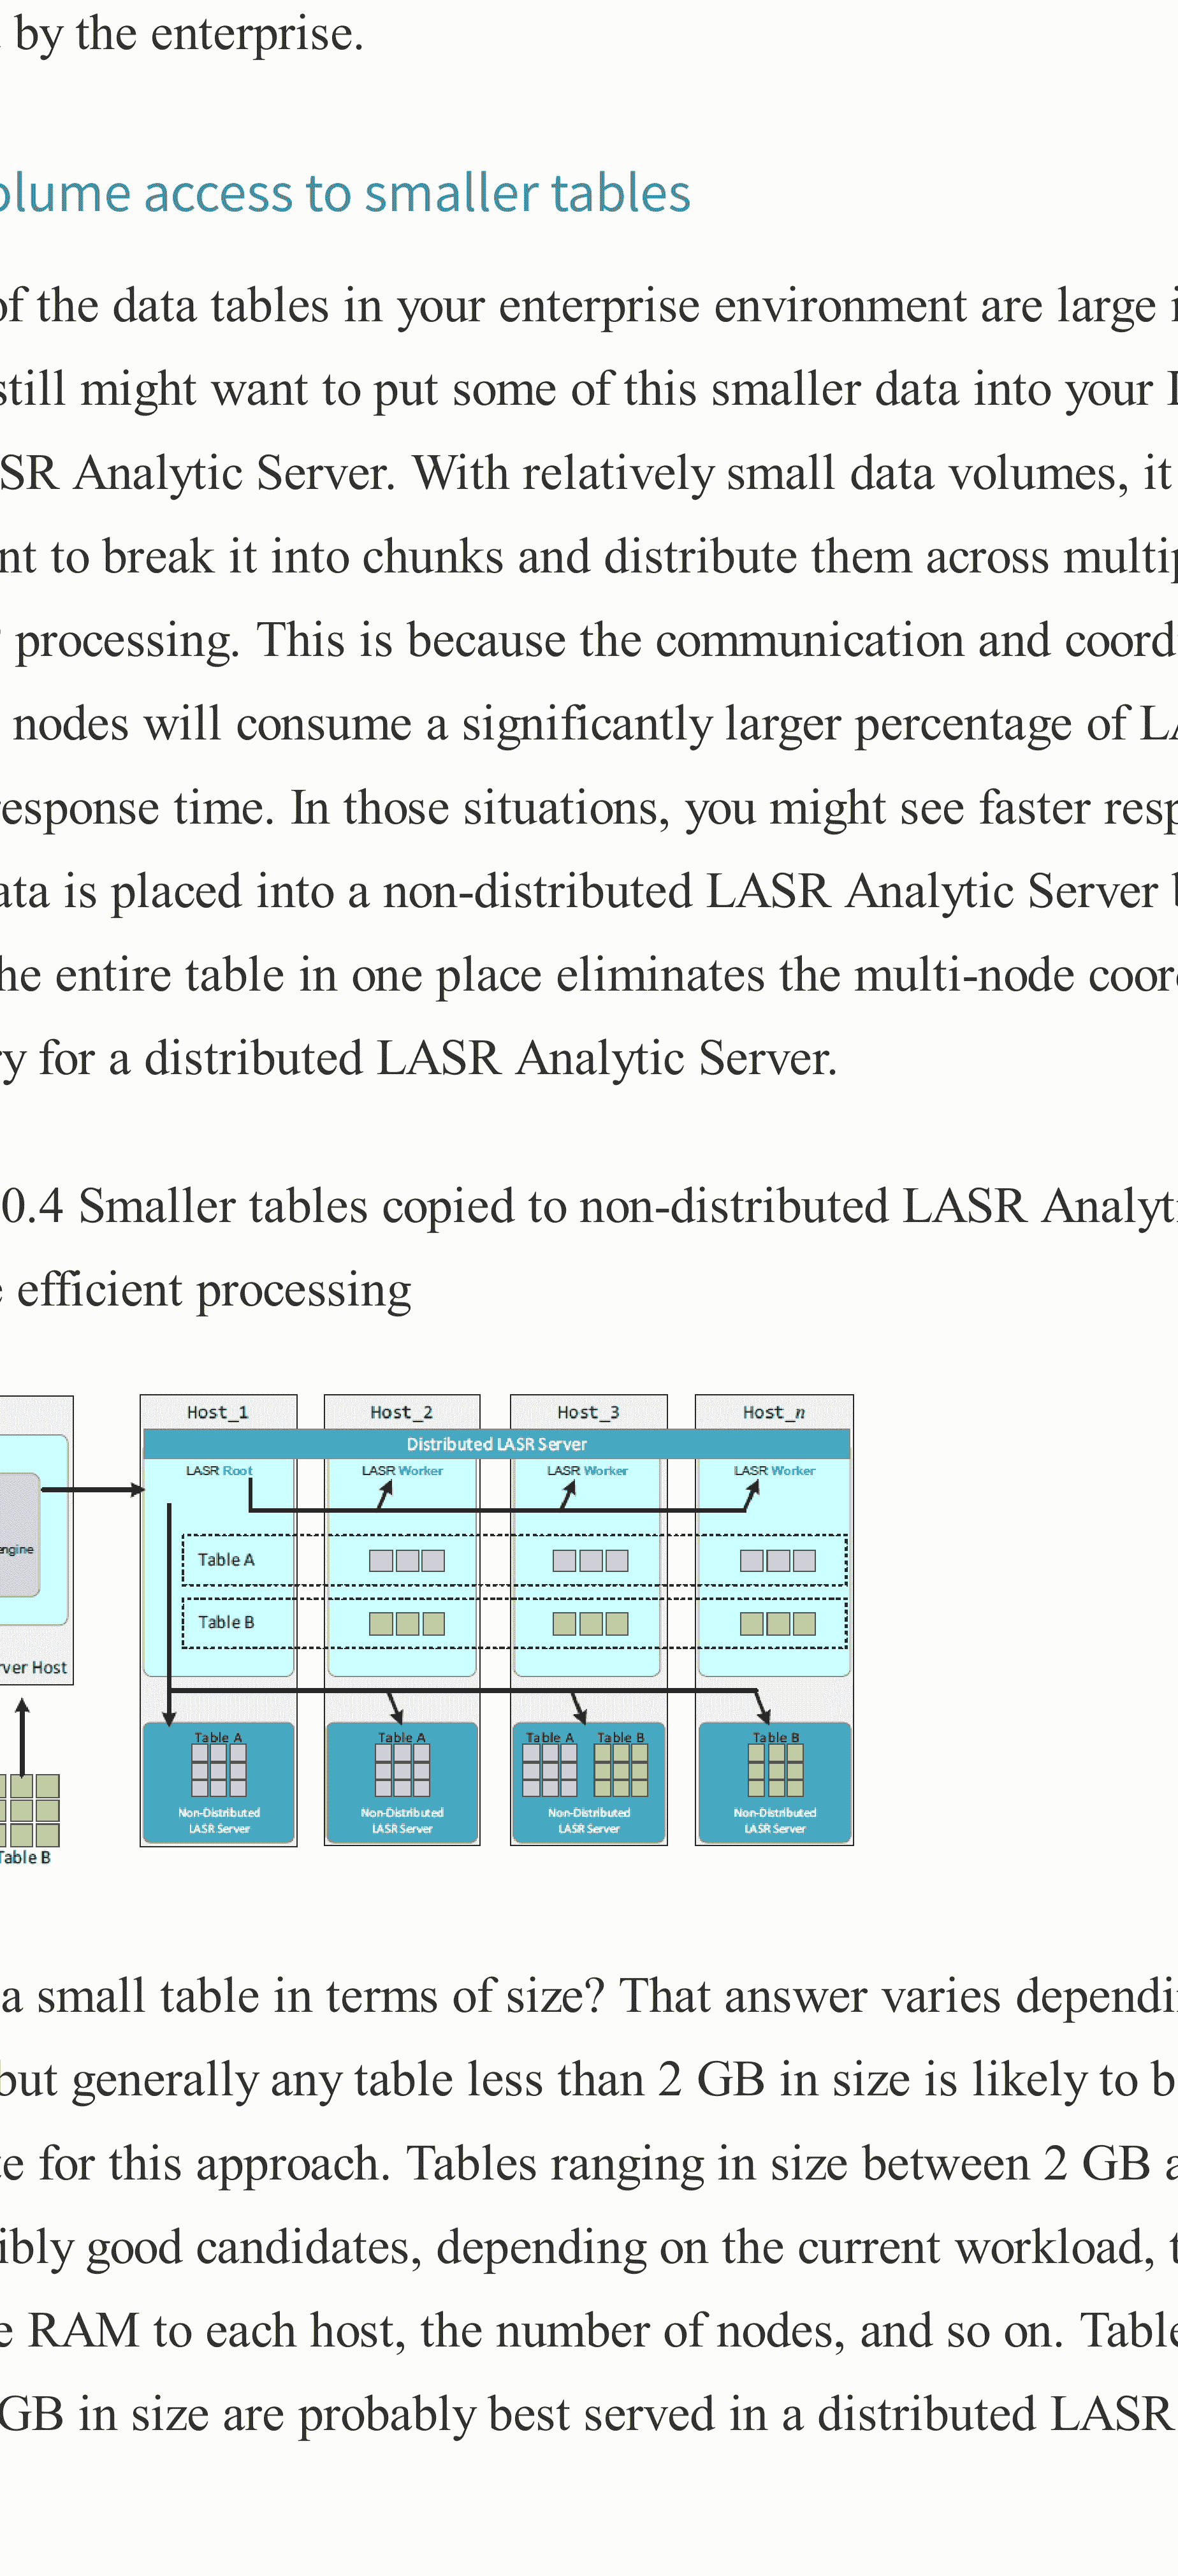 by the enterprise.
olume access to smaller tables
of the data tables in your enterprise environment are large i
still might want to put some of this smaller data into your
SR Analytic Server. With relatively small data volumes, it
nt to break it into chunks and distribute them across multip
processing. This is because the communication and coord
nodes will consume a significantly larger percentage of LA
response time. In those situations, you might see faster resp
ata is placed into a non-distributed LASR Analytic Server b
he entire table in one place eliminates the multi-node coor
ry for a distributed LASR Analytic Server.
0.4 Smaller tables copied to non-distributed LASR Analyti
e efficient processing
Host_1 Host_2 Host_3 Host_n
Distributed LASR Server
LASR Root LASR Worker LASR Worker LASR Worker
engine
Table A
Table B
rver Host
Table A Table A Table A Table B Table B
Non-Distributed Non-Distributed Non-Distributed Non-Distributed
LASR Server LASR Server LASR Server LASR Server
Table B
a small table in terms of size? That answer varies dependi
but generally any table less than 2 GB in size is likely to b
te for this approach. Tables ranging in size between 2 GB a
ibly good candidates, depending on the current workload, t
e RAM to each host, the number of nodes, and so on. Table
GB in size are probably best served in a distributed LASR